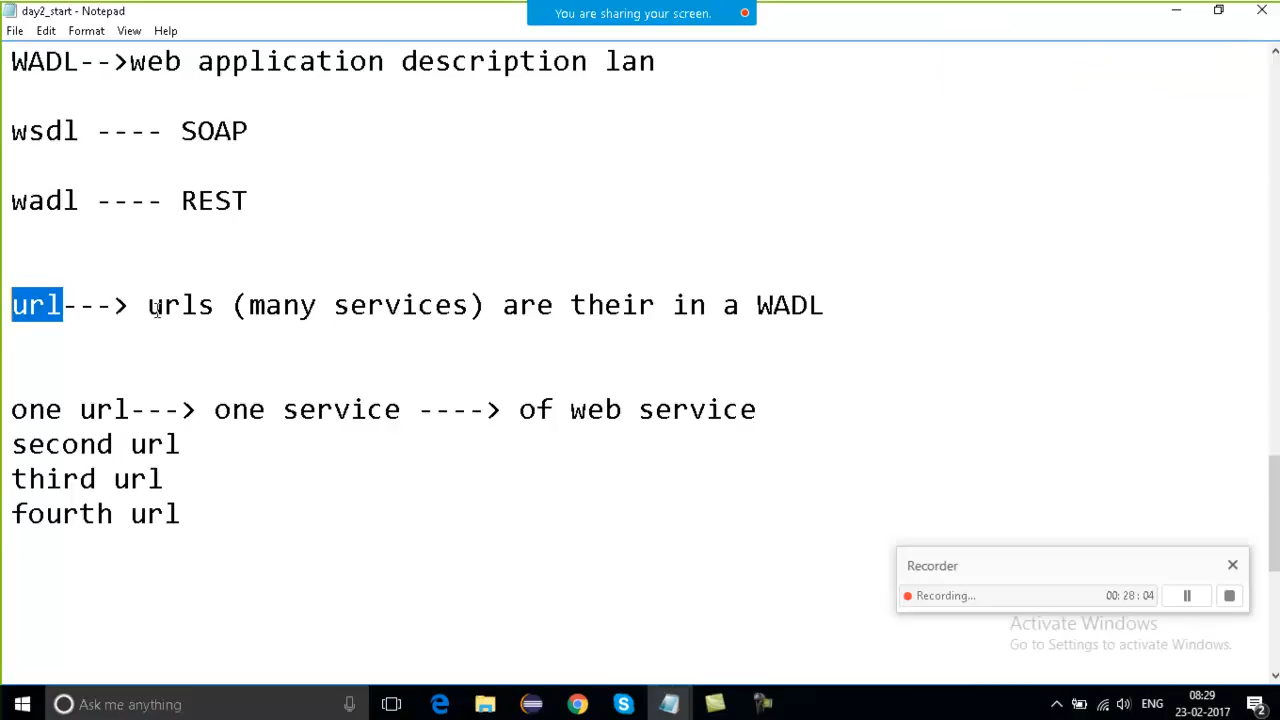 day2_start - Notepad
You are sharing your screen.
File Edit Format View Help
WADL-->web application description lan
wsdl ---- SOAP
wadl ---- REST
url---> urls (many services) are their in a WADL
one url---> one service ----> of web service
second url
third url
fourth url
Recorder
Recording... 00:28:04
Activate Windows
Go to Settings to activate Windows.
Ask me anything
ENG
08:29
23-02-2017
2